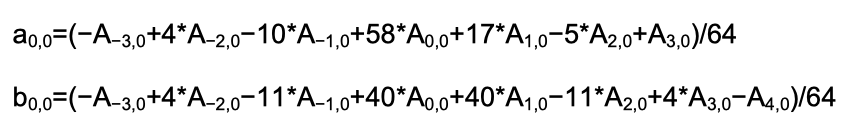 a₀,₀=(−A₋₃,₀+4*A₋₂,₀−10*A₋₁,₀+58*A₀,₀+17*A₁,₀−5*A₂,₀+A₃,₀)/64
b₀,₀=(−A₋₃,₀+4*A₋₂,₀−11*A₋₁,₀+40*A₀,₀+40*A₁,₀−11*A₂,₀+4*A₃,₀−A₄,₀)/64